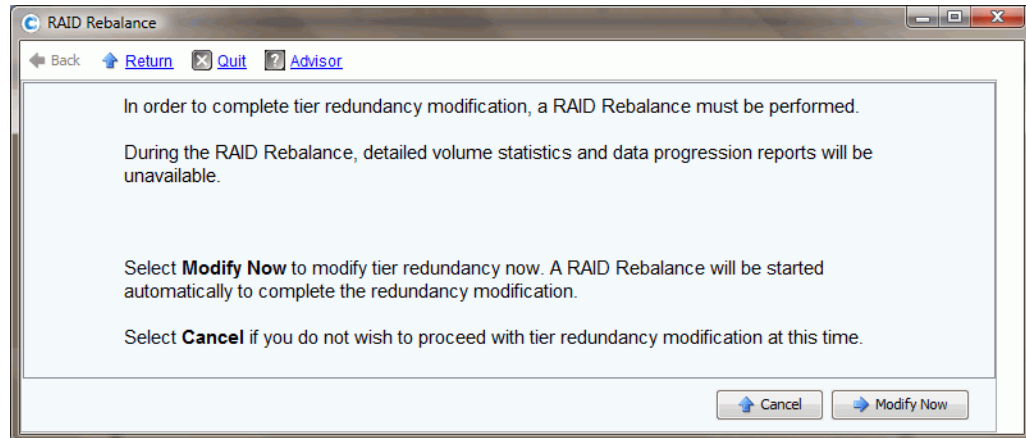 RAID Rebalance
Back Return Quit Advisor
In order to complete tier redundancy modification, a RAID Rebalance must be performed.
During the RAID Rebalance, detailed volume statistics and data progression reports will be
unavailable.
Select Modify Now to modify tier redundancy now. A RAID Rebalance will be started
automatically to complete the redundancy modification.
Select Cancel if you do not wish to proceed with tier redundancy modification at this time.
Cancel Modify Now